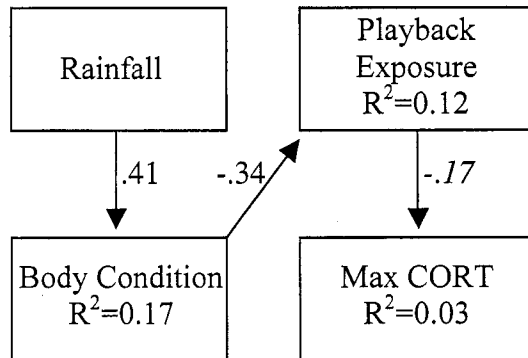 Rainfall
Playback
Exposure
R²=0.12
.41
-.34
-.17
Body Condition
R²=0.17
Max CORT
R²=0.03